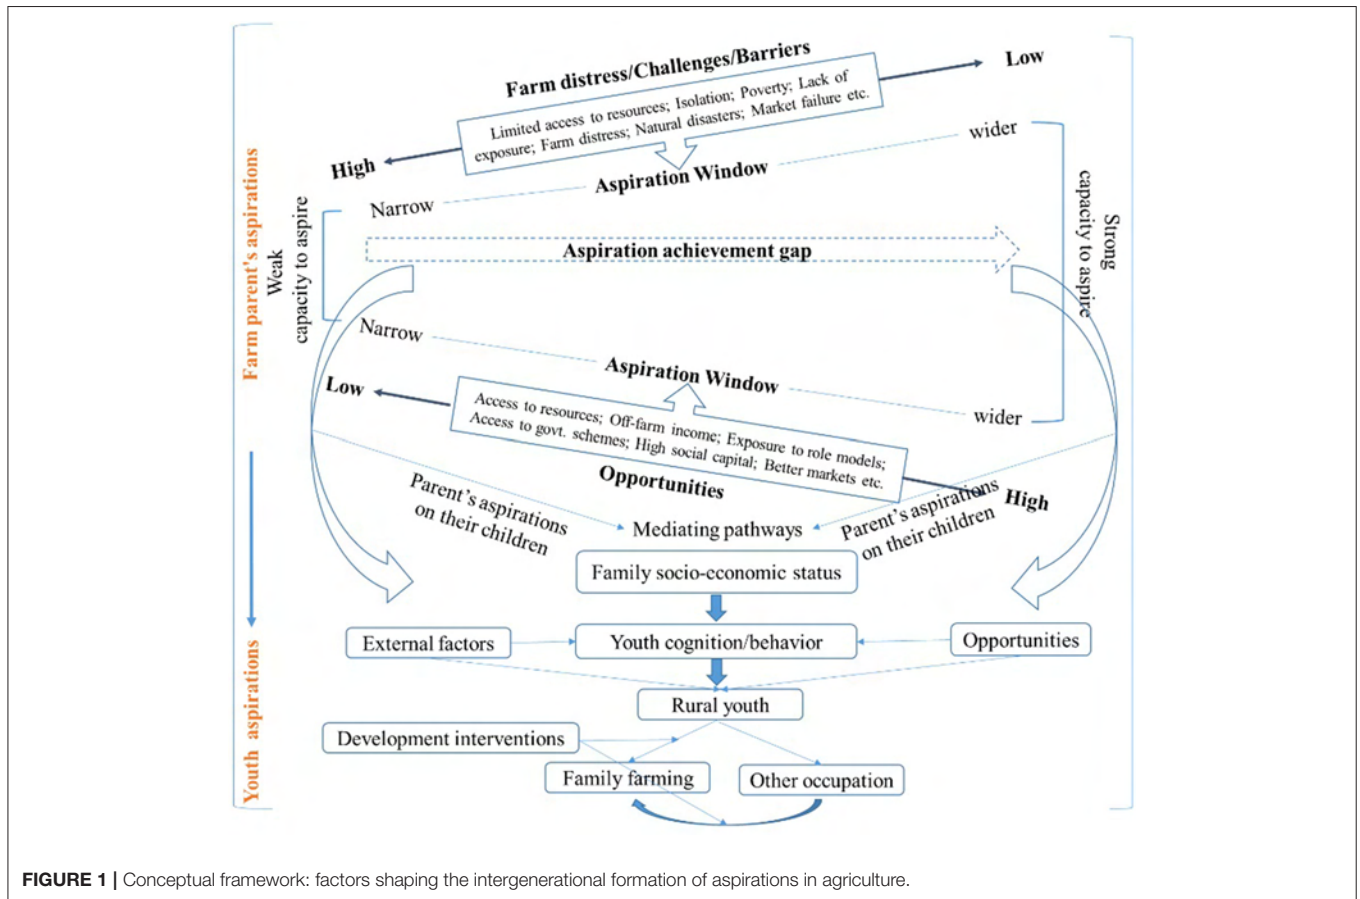 Farm distress/Challenges/Barriers
Low
Limited access to resources; Isolation; Poverty; Lack of
exposure; Farm distress; Natural disasters; Market failure etc.
High
wider
Aspiration Window
Narrow
Farm parent's aspirations
Weak
capacity to aspire
Aspiration achievement gap
Strong
capacity to aspire
Narrow
Aspiration Window
wider
Low
Access to resources; Off-farm income; Exposure to role models;
Access to govt. schemes; High social capital; Better markets etc.
Opportunities
High
Parent's aspirations
on their children
Mediating pathways
Parent's aspirations
on their children
Family socio-economic status
External factors
Youth cognition/behavior
Opportunities
Youth aspirations
Rural youth
Development interventions
Family farming
Other occupation
FIGURE 1 | Conceptual framework: factors shaping the intergenerational formation of aspirations in agriculture.